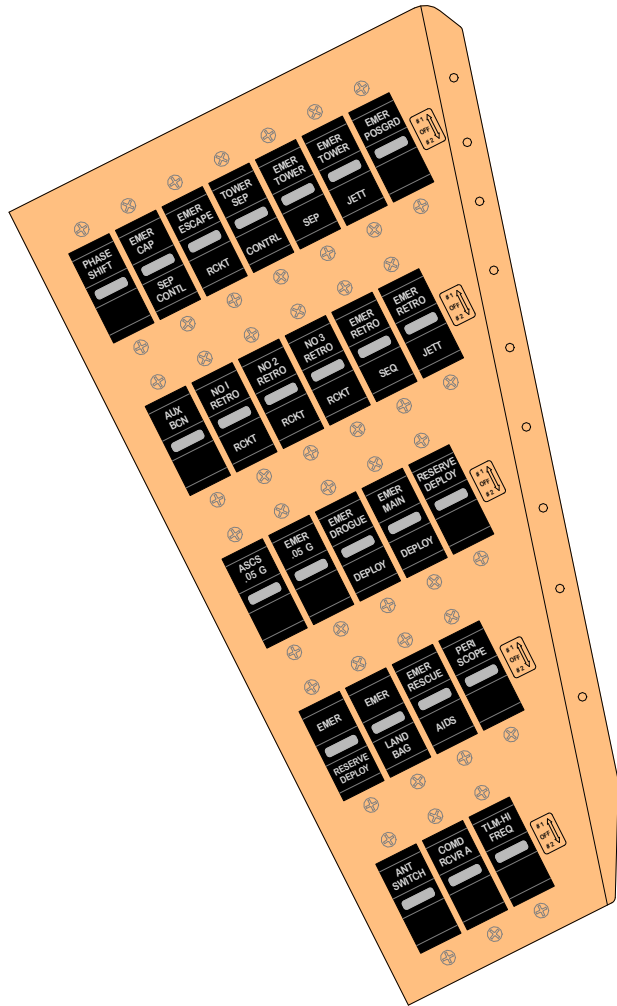 PHASE
SHIFT
EMER
CAP
SEP
CONTL
EMER
ESCAPE
RCKT
TOWER
SEP
CONTRL
EMER
TOWER
SEP
EMER
TOWER
JETT
EMER
POSGRD
#1
OFF
#2
AUX
BCN
NO 1
RETRO
RCKT
NO 2
RETRO
RCKT
NO 3
RETRO
RCKT
EMER
RETRO
SEQ
EMER
RETRO
JETT
#1
OFF
#2
ASCS
.05 G
EMER
.05 G
EMER
DROGUE
DEPLOY
EMER
MAIN
DEPLOY
RESERVE
DEPLOY
#1
OFF
#2
EMER
RESERVE
DEPLOY
EMER
LAND
BAG
EMER
RESCUE
AIDS
PERI
SCOPE
#1
OFF
#2
ANT
SWITCH
COMD
RCVR A
TLM-HI
FREQ
#1
OFF
#2